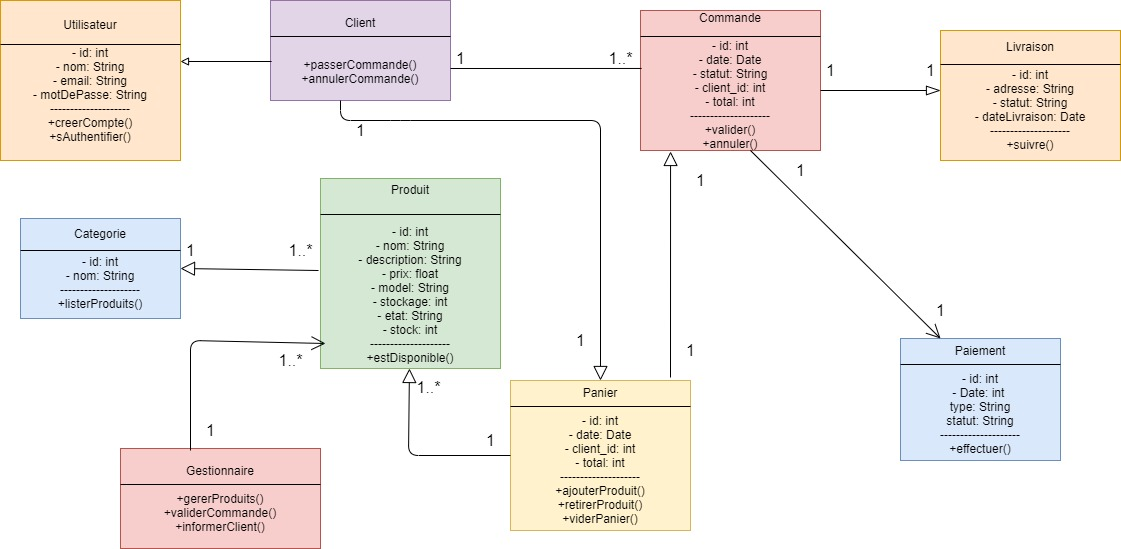 Utilisateur
- id: int
- nom: String
- email: String
- motDePasse: String
--------------------
+creerCompte()
+sAuthentifier()
Client
+passerCommande()
+annulerCommande()
1
1..*
Commande
- id: int
- date: Date
- statut: String
- client_id: int
- total: int
--------------------
+valider()
+annuler()
1
1
Livraison
- id: int
- adresse: String
- statut: String
- dateLivraison: Date
--------------------
+suivre()
1
1
1
Categorie
- id: int
- nom: String
--------------------
+listerProduits()
1
1..*
Produit
- id: int
- nom: String
- description: String
- prix: float
- model: String
- stockage: int
- etat: String
- stock: int
--------------------
+estDisponible()
1
1
1
1..*
1..*
1
1
Paiement
- id: int
- Date: int
type: String
statut: String
--------------------
+effectuer()
Gestionnaire
+gererProduits()
+validerCommande()
+informerClient()
Panier
- id: int
- date: Date
- client_id: int
- total: int
--------------------
+ajouterProduit()
+retirerProduit()
+viderPanier()